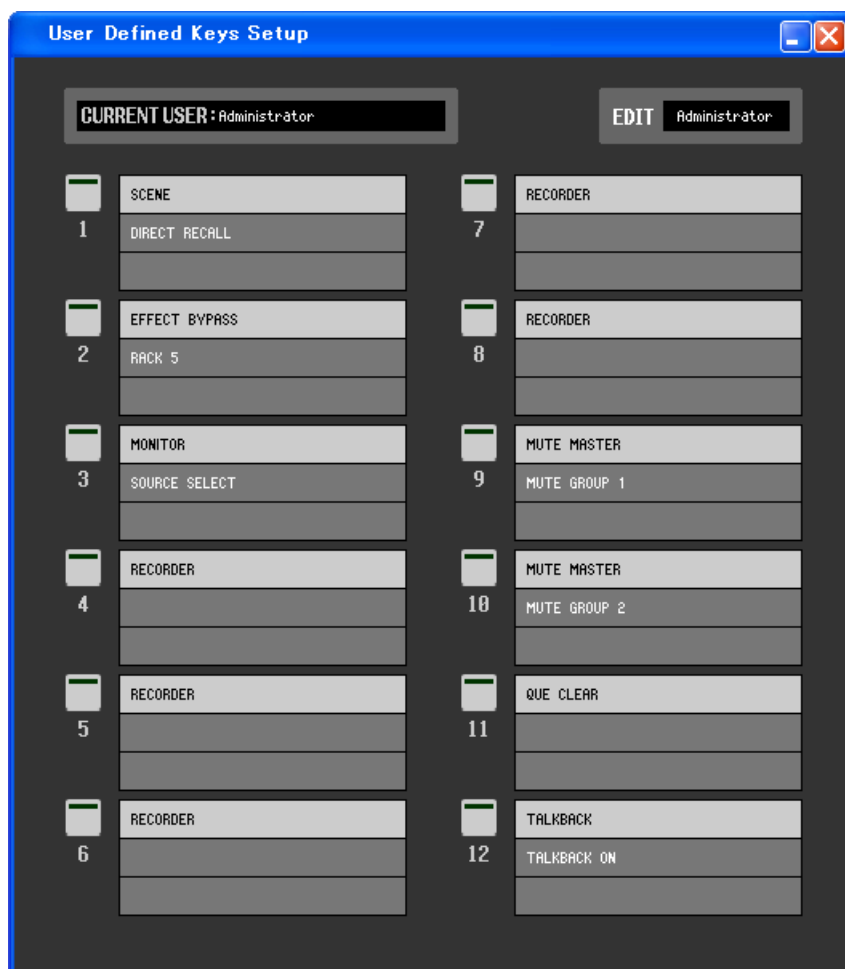 User Defined Keys Setup
CURRENT USER : Administrator
EDIT Administrator
1
SCENE
DIRECT RECALL
2
EFFECT BYPASS
RACK 5
3
MONITOR
SOURCE SELECT
4
RECORDER
5
RECORDER
6
RECORDER
7
RECORDER
8
RECORDER
9
MUTE MASTER
MUTE GROUP 1
10
MUTE MASTER
MUTE GROUP 2
11
QUE CLEAR
12
TALKBACK
TALKBACK ON